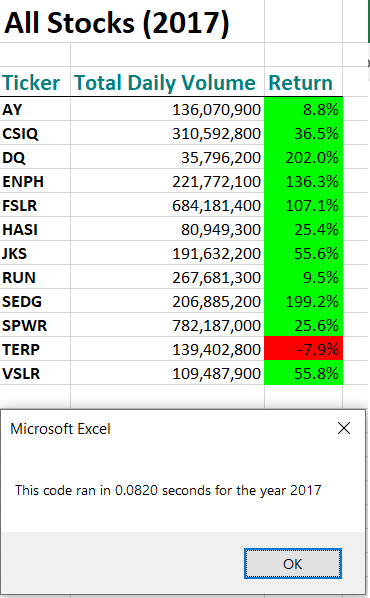 All Stocks (2017)
Ticker Total Daily Volume Return
AY 136,070,900 8.8%
CSIQ 310,592,800 36.5%
DQ 35,796,200 202.0%
ENPH 221,772,100 136.3%
FSLR 684,181,400 107.1%
HASI 80,949,300 25.4%
JKS 191,632,200 55.6%
RUN 267,681,300 9.5%
SEDG 206,885,200 199.2%
SPWR 782,187,000 25.6%
TERP 139,402,800 -7.9%
VSLR 109,487,900 55.8%
Microsoft Excel
This code ran in 0.0820 seconds for the year 2017
OK